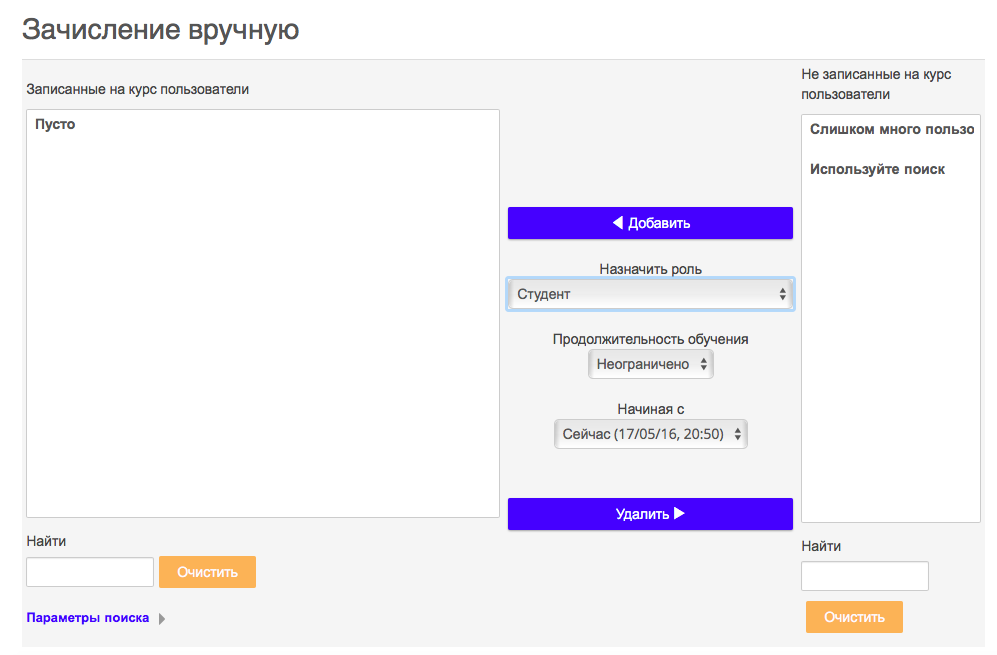 Зачисление вручную
Записанные на курс пользователи
Пусто
Найти
Очистить
Параметры поиска
Добавить
Назначить роль
Студент
Продолжительность обучения
Неограничено
Начиная с
Сейчас (17/05/16, 20:50)
Удалить
Не записанные на курс
пользователи
Слишком много пользо
Используйте поиск
Найти
Очистить